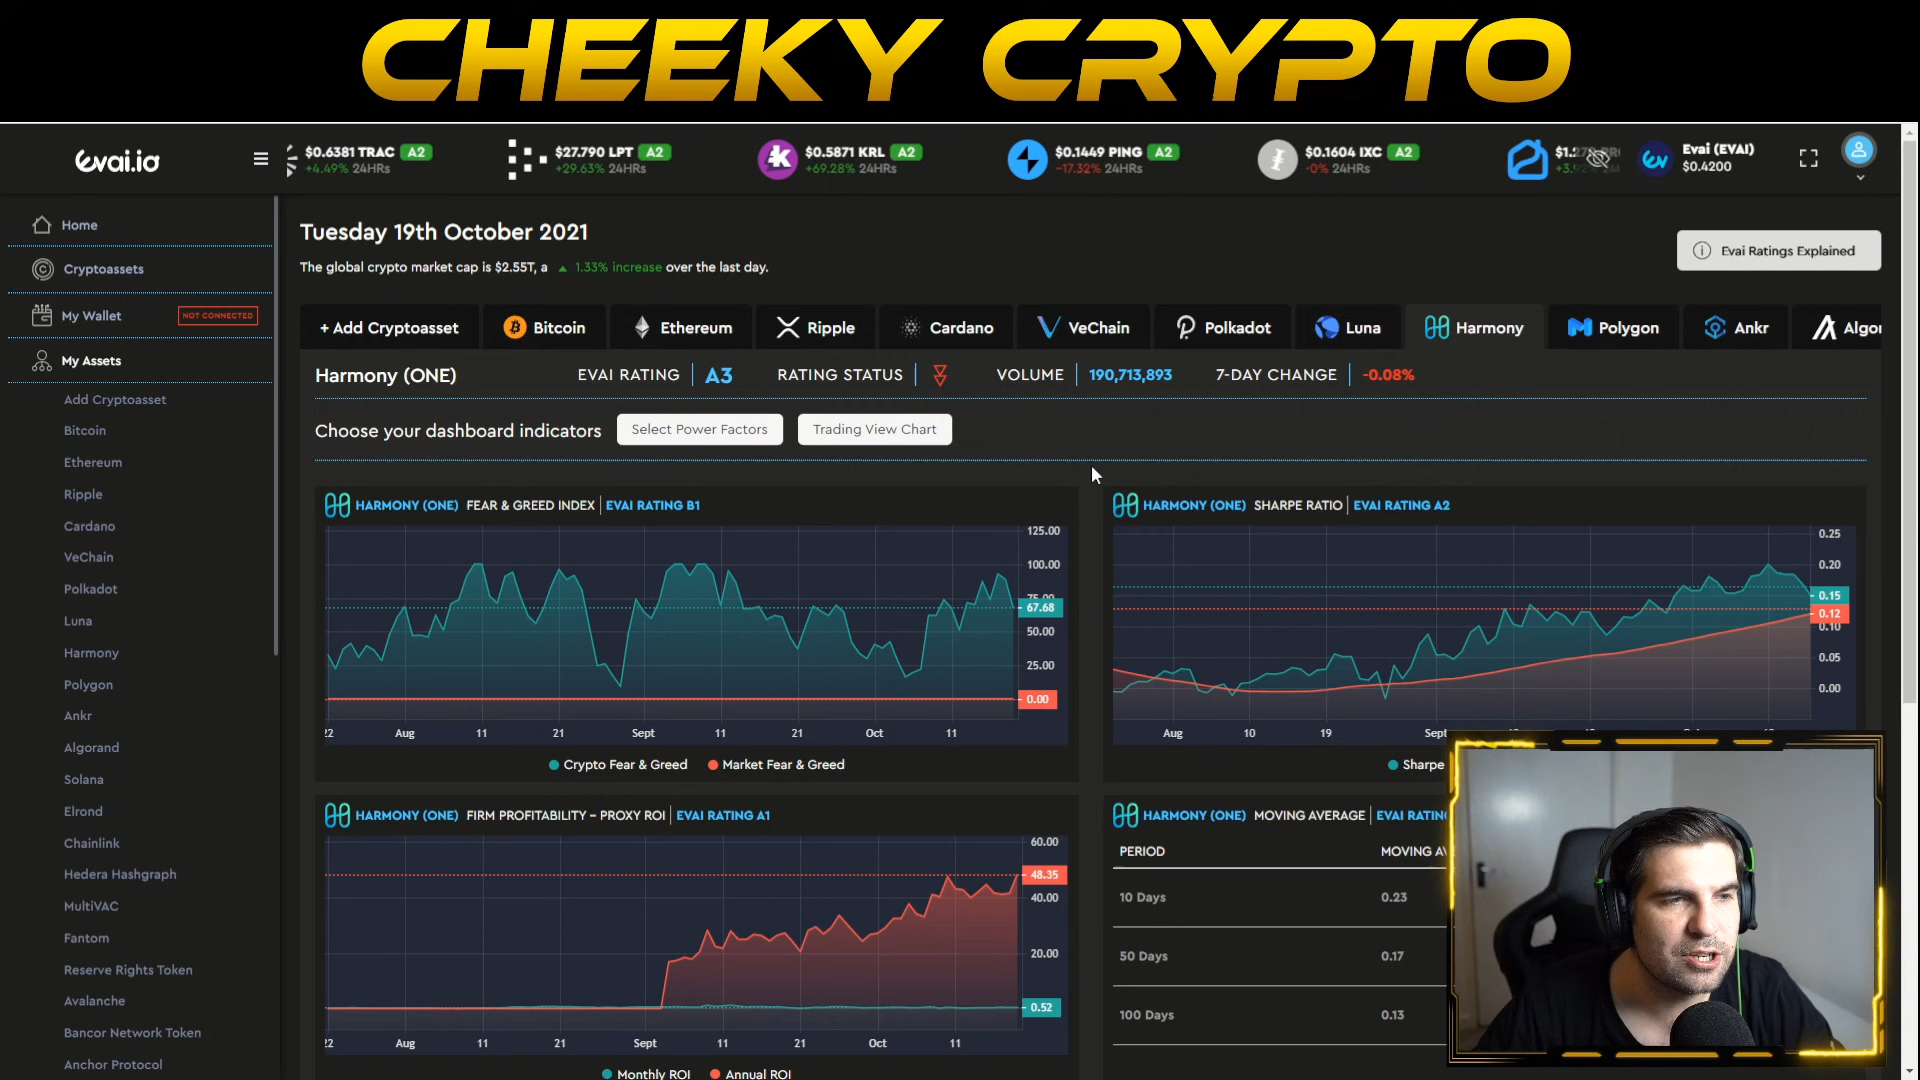 CHEEKY CRYPTO
evai.io
$0.6381 TRAC A2
+4.49% 24HRs
$27.790 LPT A2
+29.63% 24HRs
$0.5871 KRL A2
+69.28% 24HRs
$0.1449 PING A2
-17.32% 24HRs
$0.1604 IXC A2
-0% 24HRs
Evai (EVAI)
$0.4200
Home
Cryptoassets
My Wallet NOT CONNECTED
My Assets
Add Cryptoasset
Bitcoin
Ethereum
Ripple
Cardano
VeChain
Polkadot
Luna
Harmony
Polygon
Ankr
Algorand
Solana
Elrond
Chainlink
Hedera Hashgraph
MultiVAC
Fantom
Reserve Rights Token
Avalanche
Bancor Network Token
Anchor Protocol
Tuesday 19th October 2021
The global crypto market cap is $2.55T, a ▲ 1.33% increase over the last day.
Evai Ratings Explained
+ Add Cryptoasset Bitcoin Ethereum Ripple Cardano VeChain Polkadot Luna Harmony Polygon Ankr Algor
Harmony (ONE) EVAI RATING A3 RATING STATUS VOLUME 190,713,893 7-DAY CHANGE -0.08%
Choose your dashboard indicators Select Power Factors Trading View Chart
HARMONY (ONE) FEAR & GREED INDEX | EVAI RATING B1
125.00
100.00
75.00
67.68
50.00
25.00
0.00
22 Aug 11 21 Sept 11 21 Oct 11
Crypto Fear & Greed Market Fear & Greed
HARMONY (ONE) SHARPE RATIO | EVAI RATING A2
0.25
0.20
0.15
0.12
0.10
0.05
0.00
Aug 10 19 Sept
Sharpe
HARMONY (ONE) FIRM PROFITABILITY – PROXY ROI | EVAI RATING A1
60.00
48.35
40.00
20.00
0.52
Aug 11 21 Sept 11 21 Oct 11
Monthly ROI Annual ROI
HARMONY (ONE) MOVING AVERAGE | EVAI RATING
PERIOD MOVING AV
10 Days 0.23
50 Days 0.17
100 Days 0.13